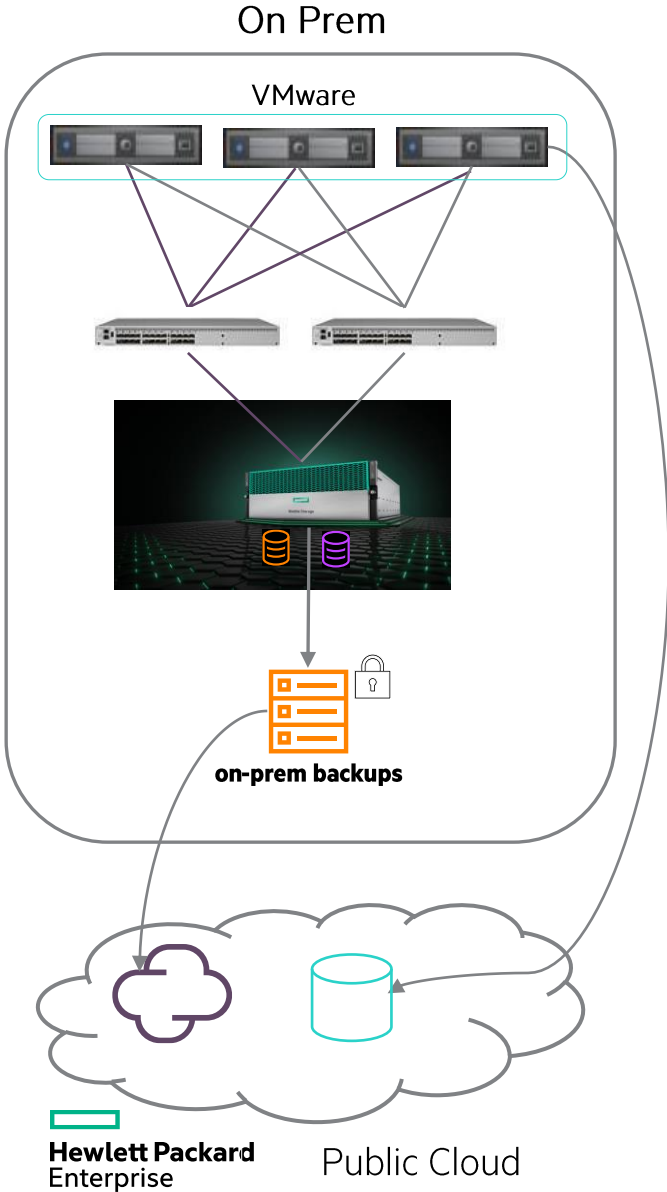 On Prem
VMware
on-prem backups
Hewlett Packard
Enterprise
Public Cloud